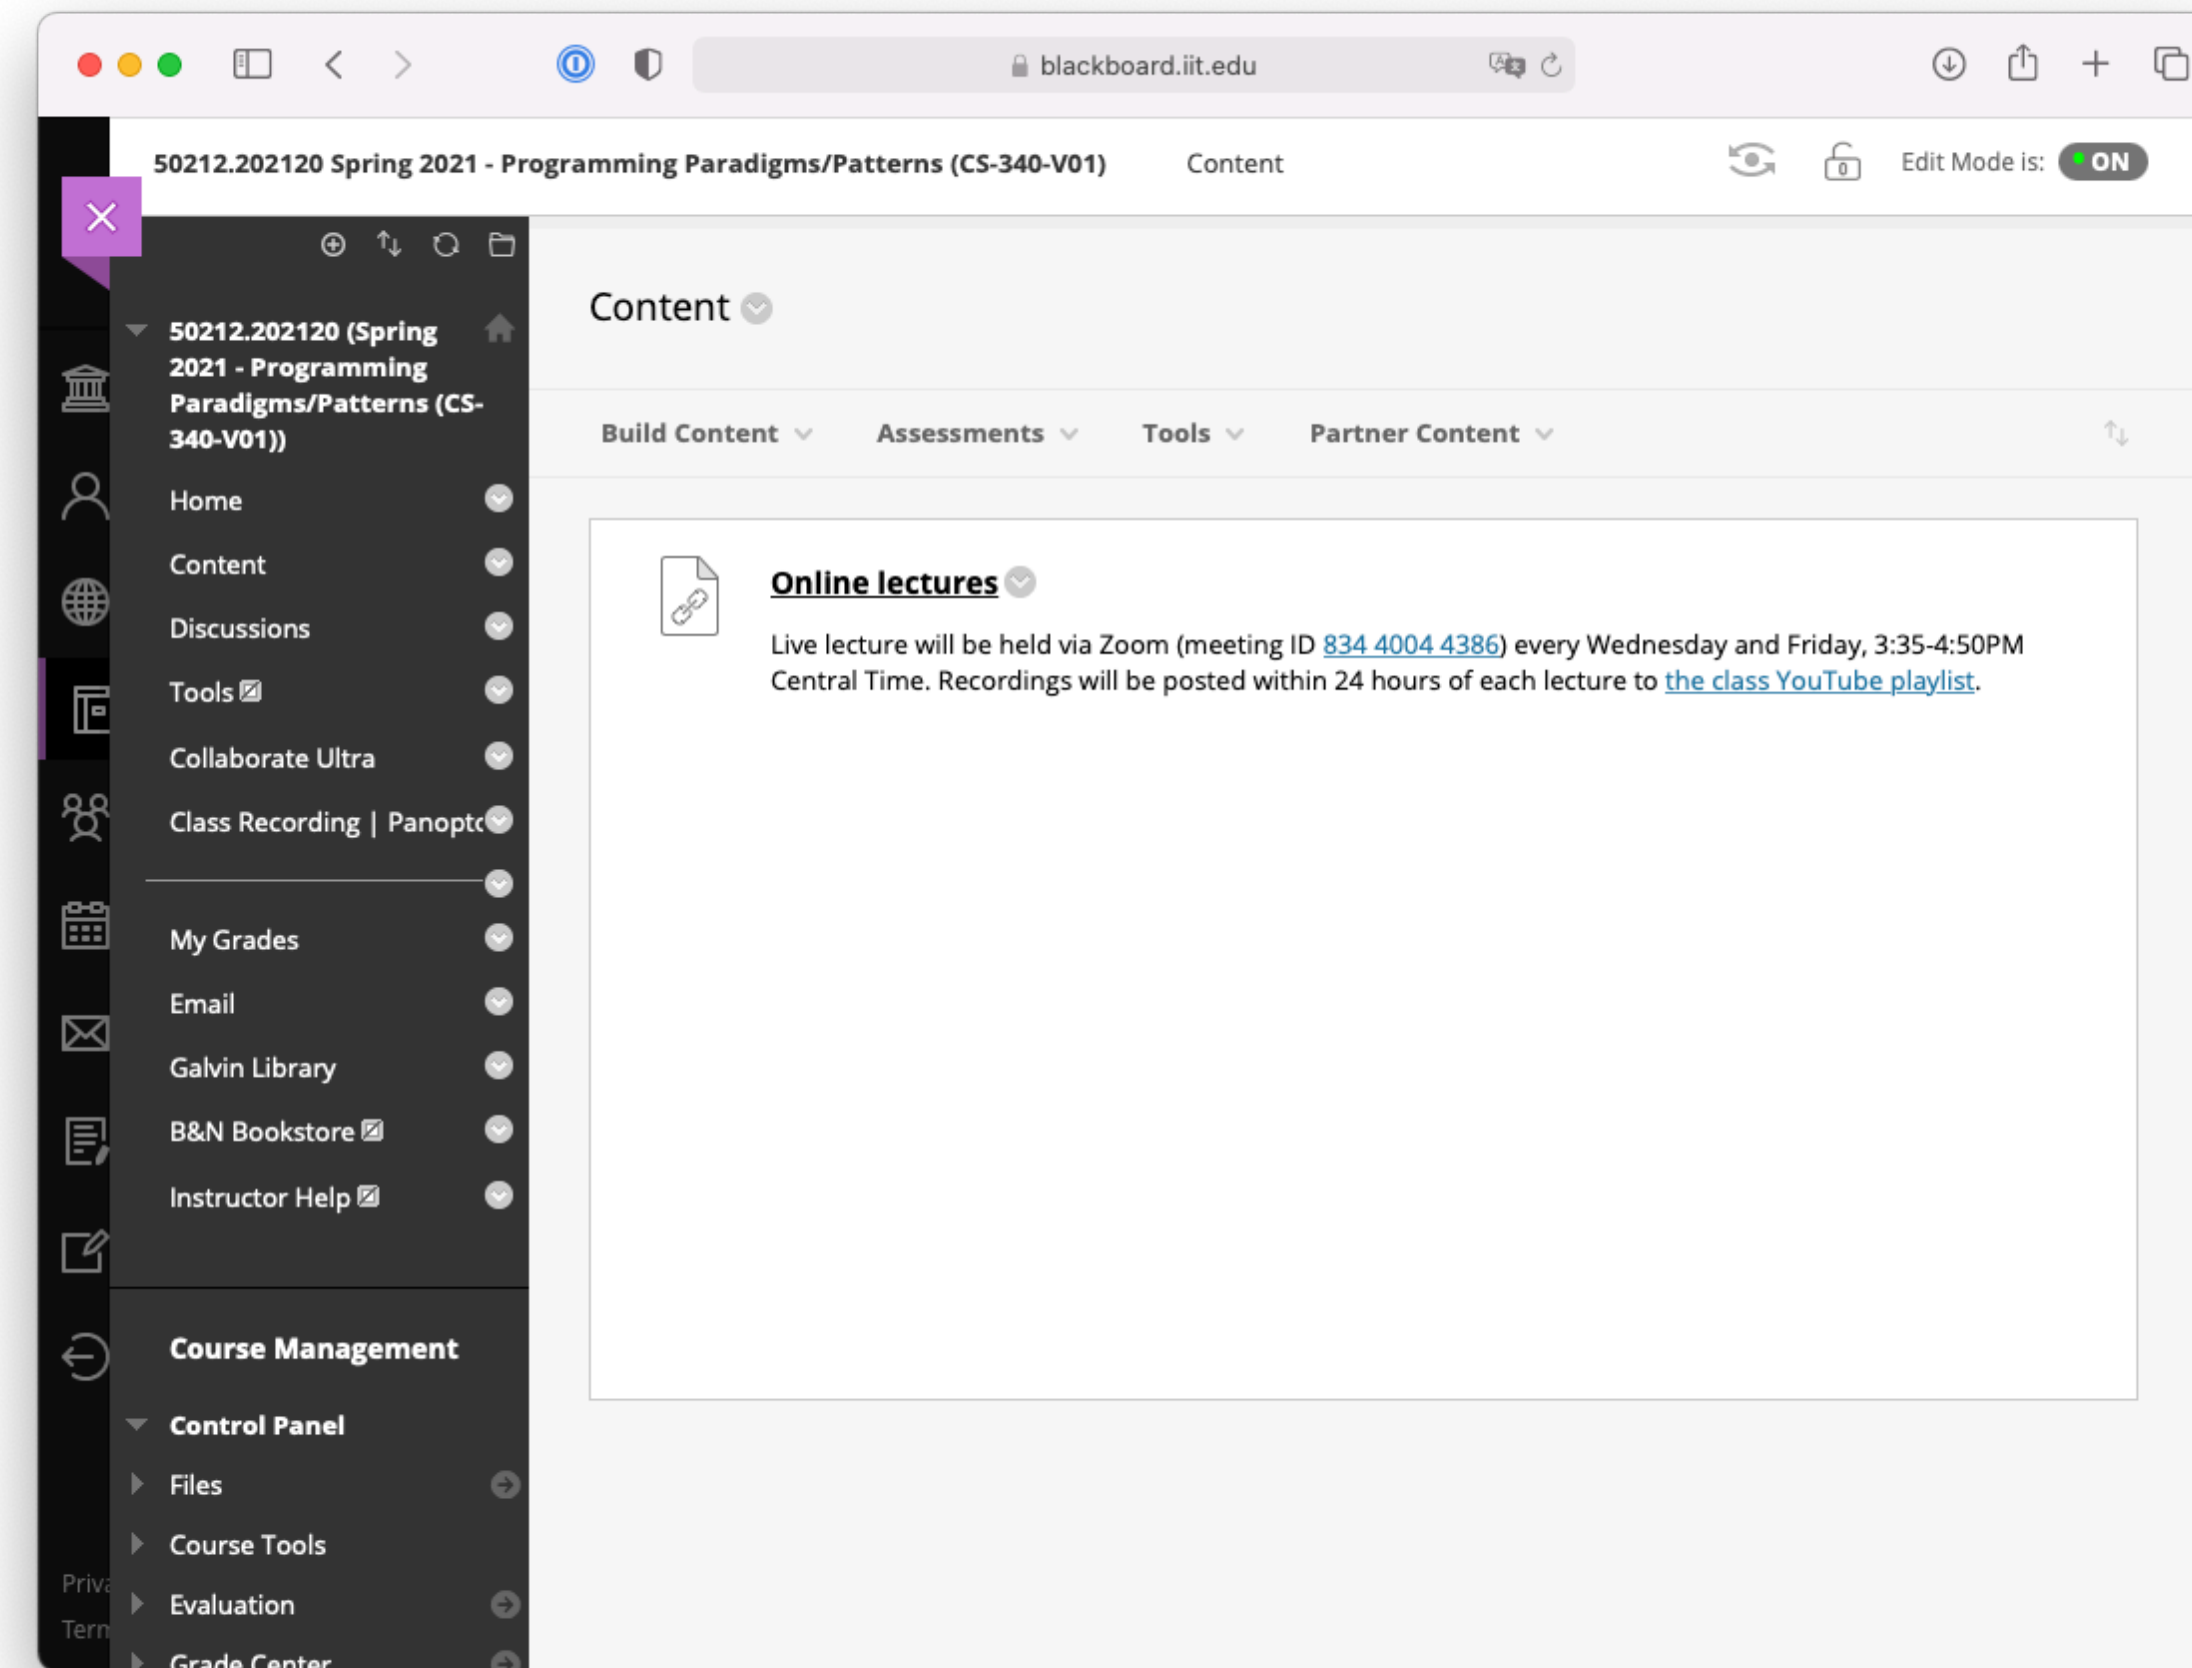 blackboard.iit.edu
50212.202120 Spring 2021 - Programming Paradigms/Patterns (CS-340-V01)
Content
Edit Mode is:
ON
50212.202120 (Spring
2021 - Programming
Paradigms/Patterns (CS-
340-V01))
Home
Content
Discussions
Tools
Collaborate Ultra
Class Recording | Panopto
My Grades
Email
Galvin Library
B&N Bookstore
Instructor Help
Course Management
Control Panel
Files
Course Tools
Evaluation
Grade Center
Priva
Term
Content
Build Content
Assessments
Tools
Partner Content
Online lectures
Live lecture will be held via Zoom (meeting ID 834 4004 4386) every Wednesday and Friday, 3:35-4:50PM
Central Time. Recordings will be posted within 24 hours of each lecture to the class YouTube playlist.